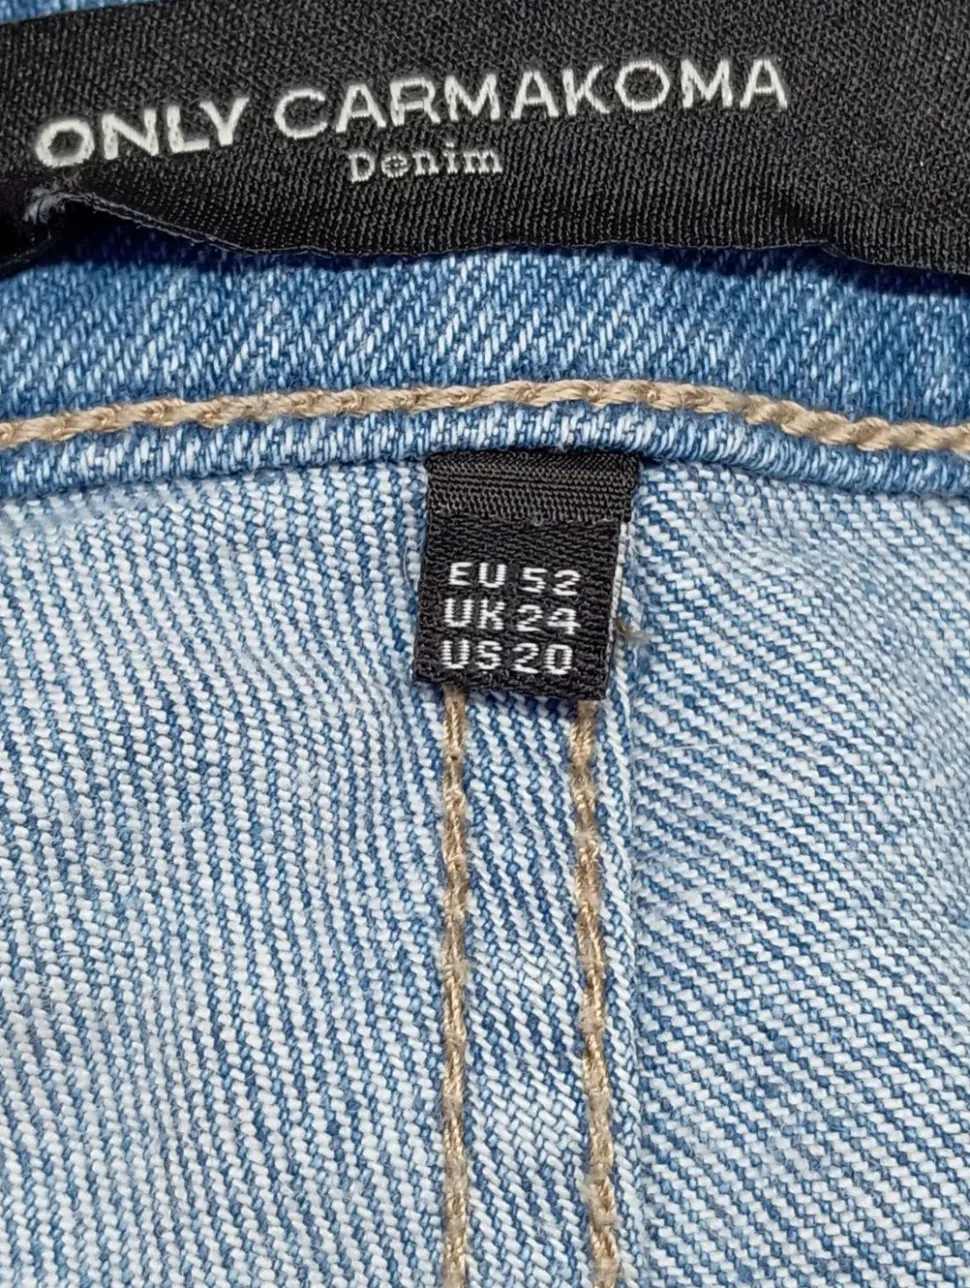 ONLY CARMAKOMA
Denim
EU 52
UK 24
US 20